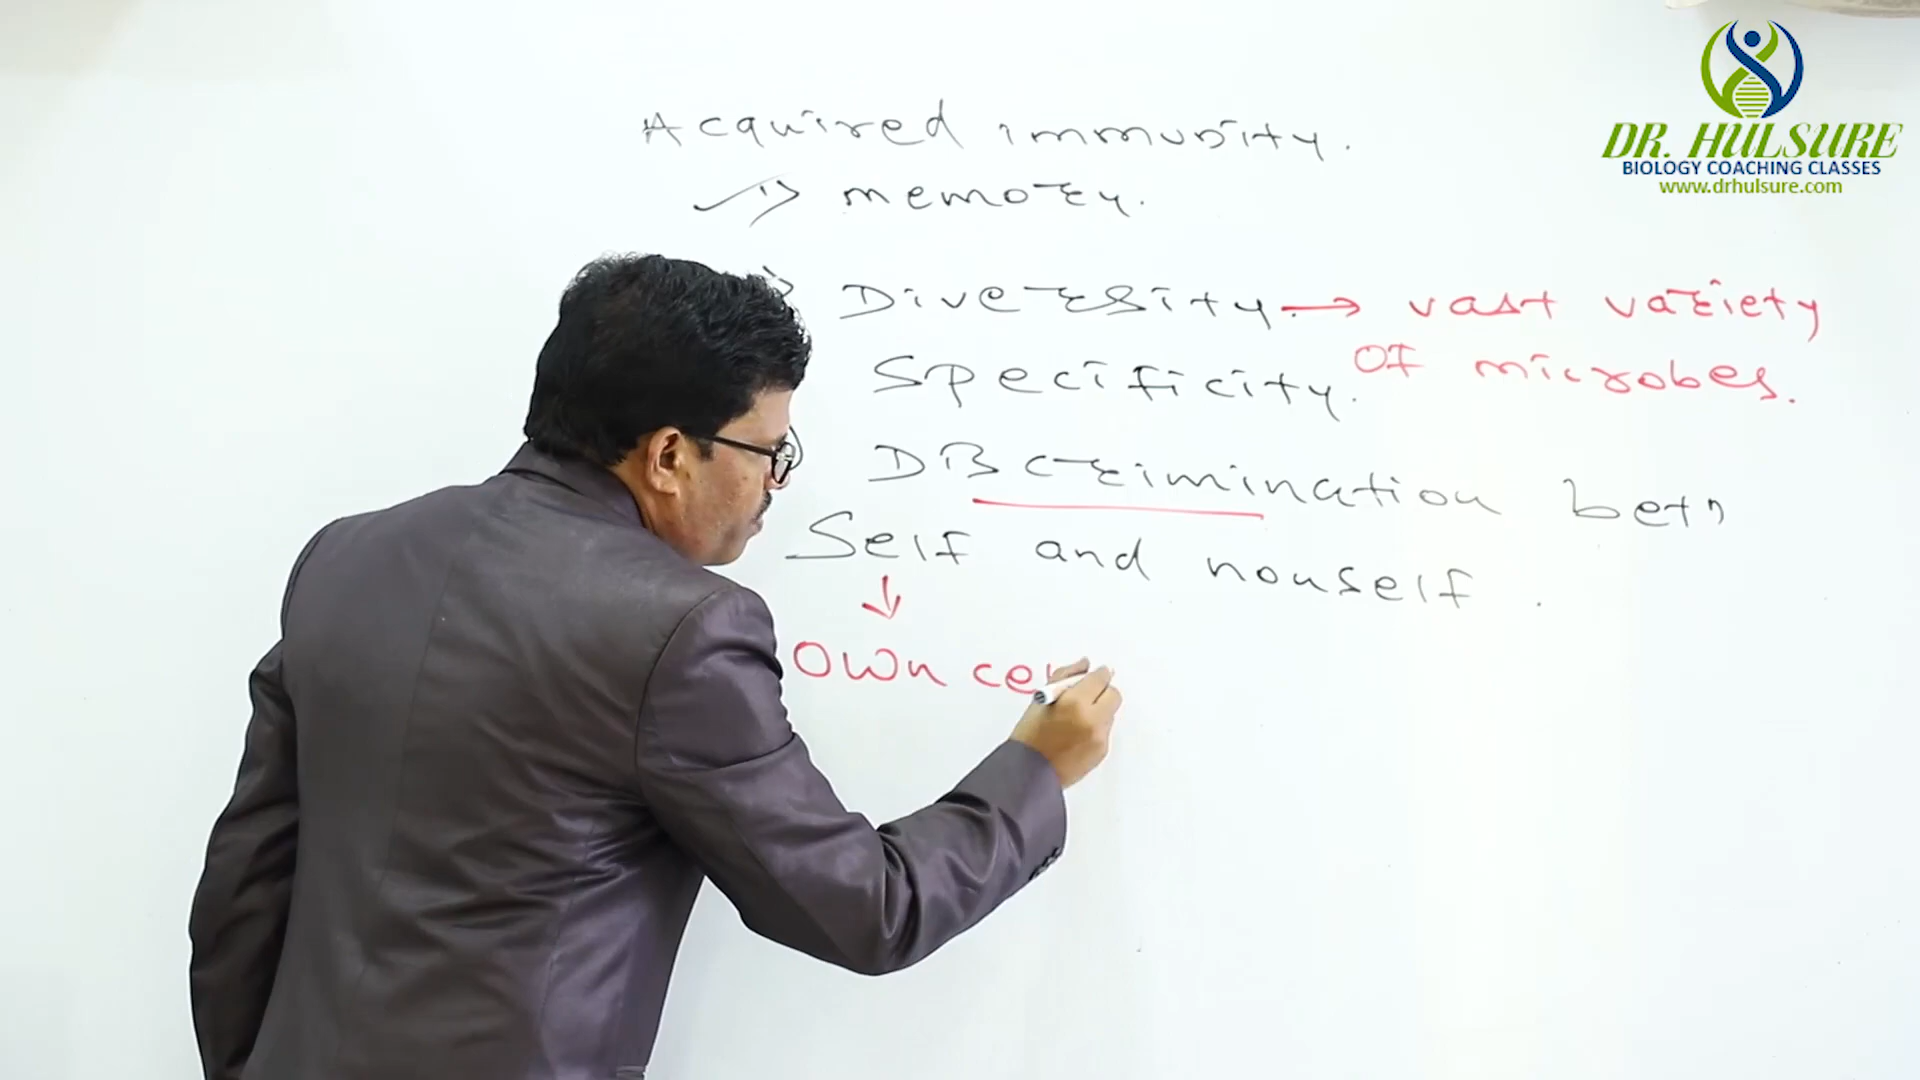 Acquired immunity.
1) memory.
Diversity. → vast variety
of microbes.
Specificity.
Discrimination betn
Self and nonself.
↓
Own ce
DR. HULSURE
BIOLOGY COACHING CLASSES
www.drhulsure.com